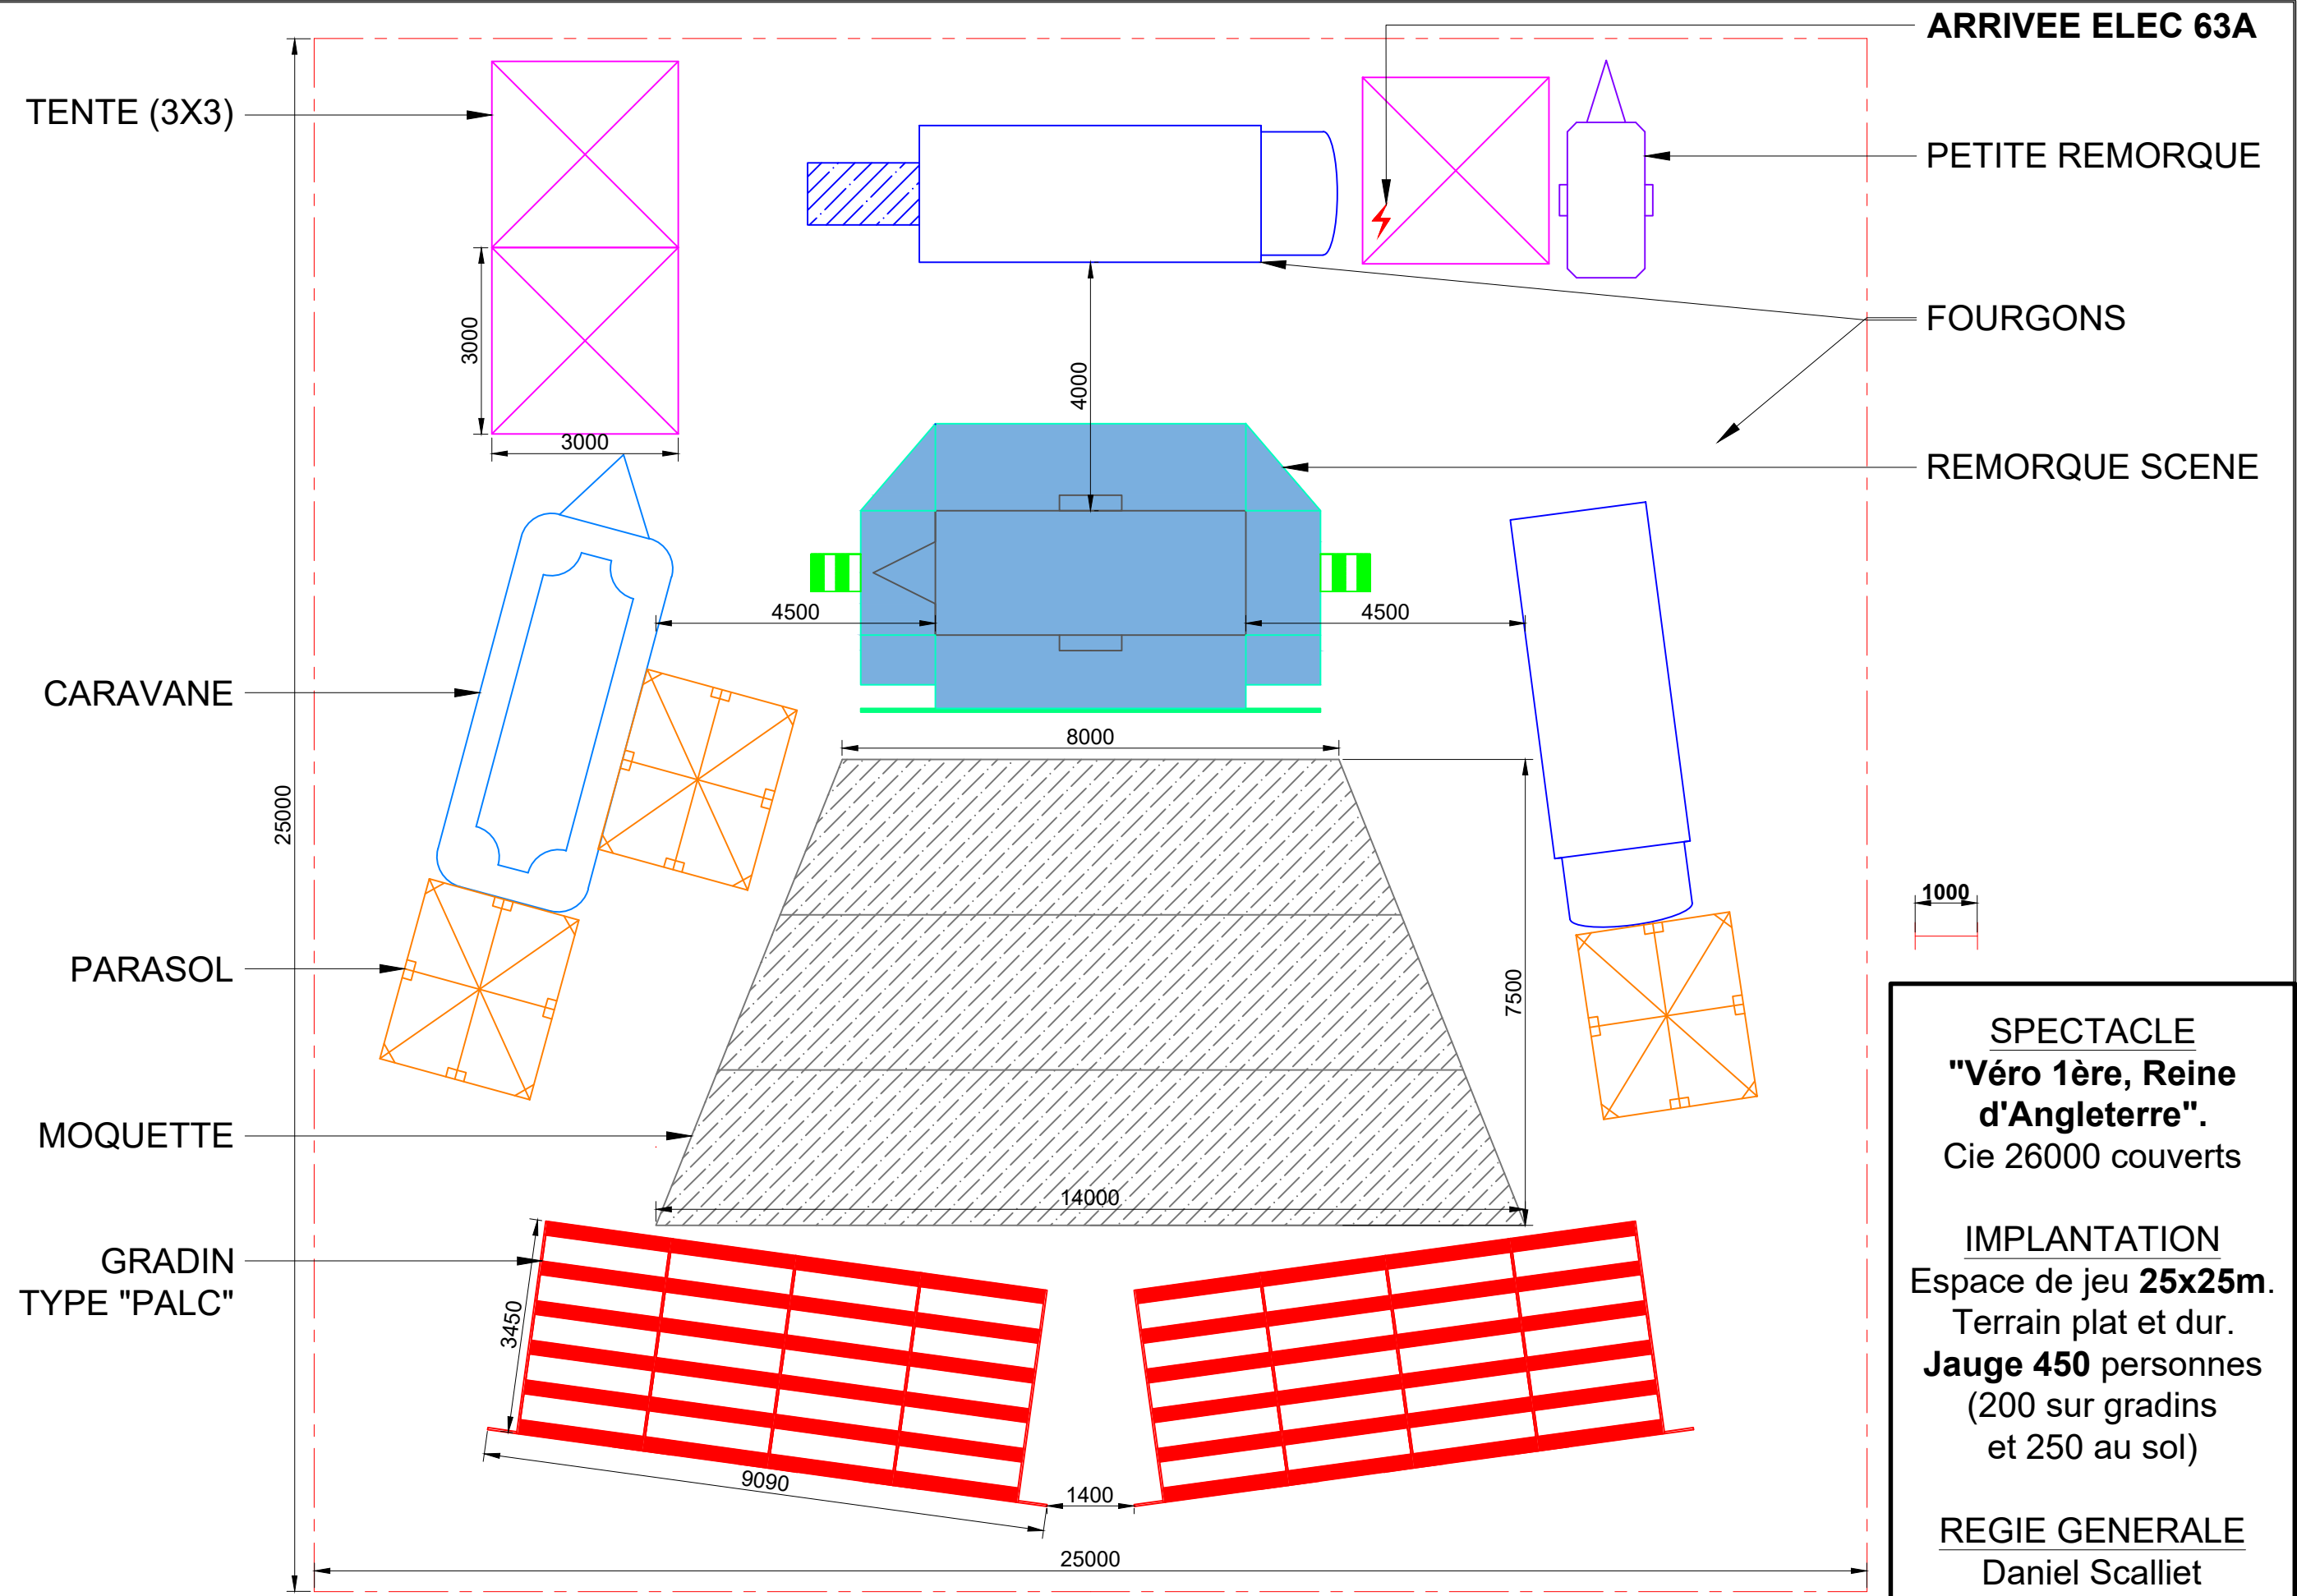 ARRIVEE ELEC 63A
TENTE (3X3)
PETITE REMORQUE
3000
3000
FOURGONS
4000
REMORQUE SCENE
4500
4500
CARAVANE
8000
25000
1000
PARASOL
7500
MOQUETTE
14000
GRADIN
TYPE "PALC"
3450
9090
1400
25000
SPECTACLE
"Véro 1ère, Reine
d'Angleterre".
Cie 26000 couverts
IMPLANTATION
Espace de jeu 25x25m.
Terrain plat et dur.
Jauge 450 personnes
(200 sur gradins
et 250 au sol)
REGIE GENERALE
Daniel Scalliet